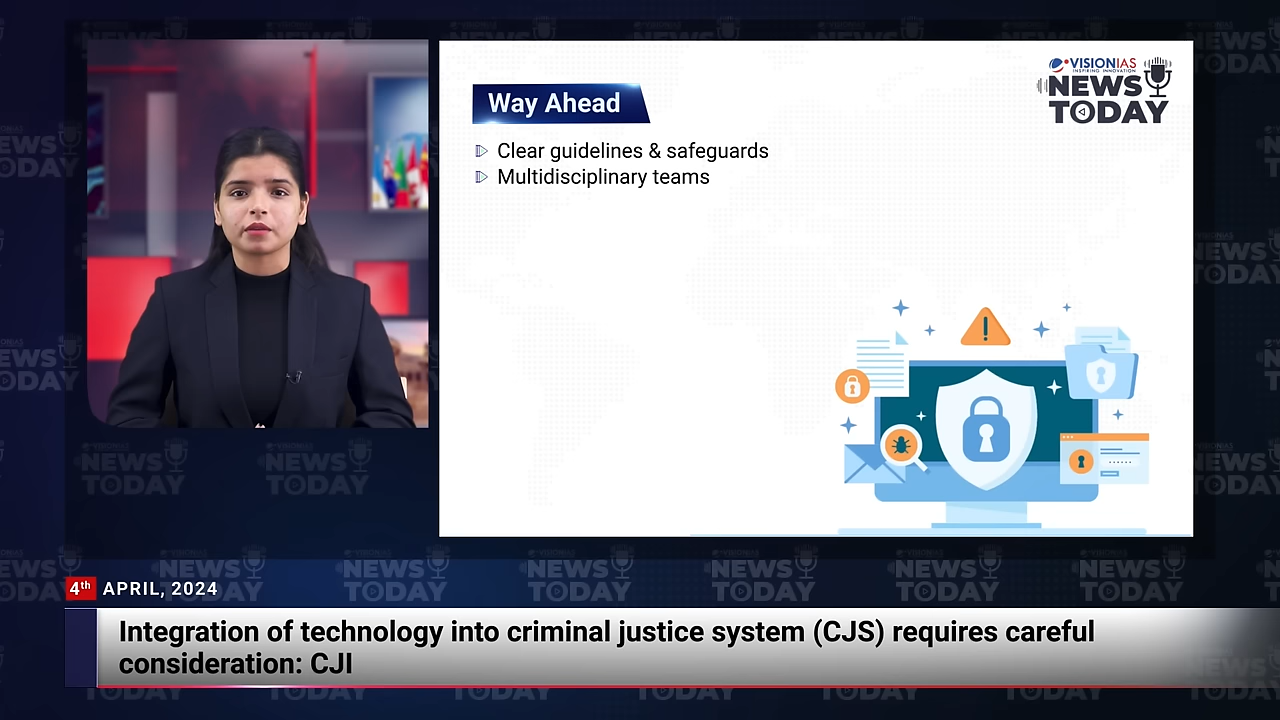 VISIONIAS
INSPIRING INNOVATION
NEWS
TODAY
Way Ahead
Clear guidelines & safeguards
Multidisciplinary teams
4th APRIL, 2024
Integration of technology into criminal justice system (CJS) requires careful
consideration: CJI